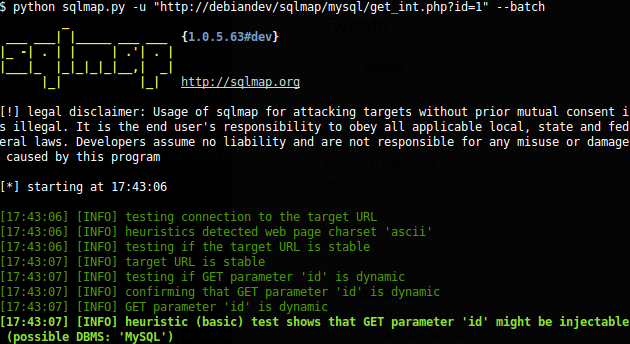 $ python sqlmap.py -u "http://debiandev/sqlmap/mysql/get_int.php?id=1" --batch
{1.0.5.63#dev}
http://sqlmap.org
[!] legal disclaimer: Usage of sqlmap for attacking targets without prior mutual consent i
s illegal. It is the end user's responsibility to obey all applicable local, state and fed
eral laws. Developers assume no liability and are not responsible for any misuse or damage
caused by this program
[*] starting at 17:43:06
[17:43:06] [INFO] testing connection to the target URL
[17:43:06] [INFO] heuristics detected web page charset 'ascii'
[17:43:06] [INFO] testing if the target URL is stable
[17:43:07] [INFO] target URL is stable
[17:43:07] [INFO] testing if GET parameter 'id' is dynamic
[17:43:07] [INFO] confirming that GET parameter 'id' is dynamic
[17:43:07] [INFO] GET parameter 'id' is dynamic
[17:43:07] [INFO] heuristic (basic) test shows that GET parameter 'id' might be injectable
(possible DBMS: 'MySQL')